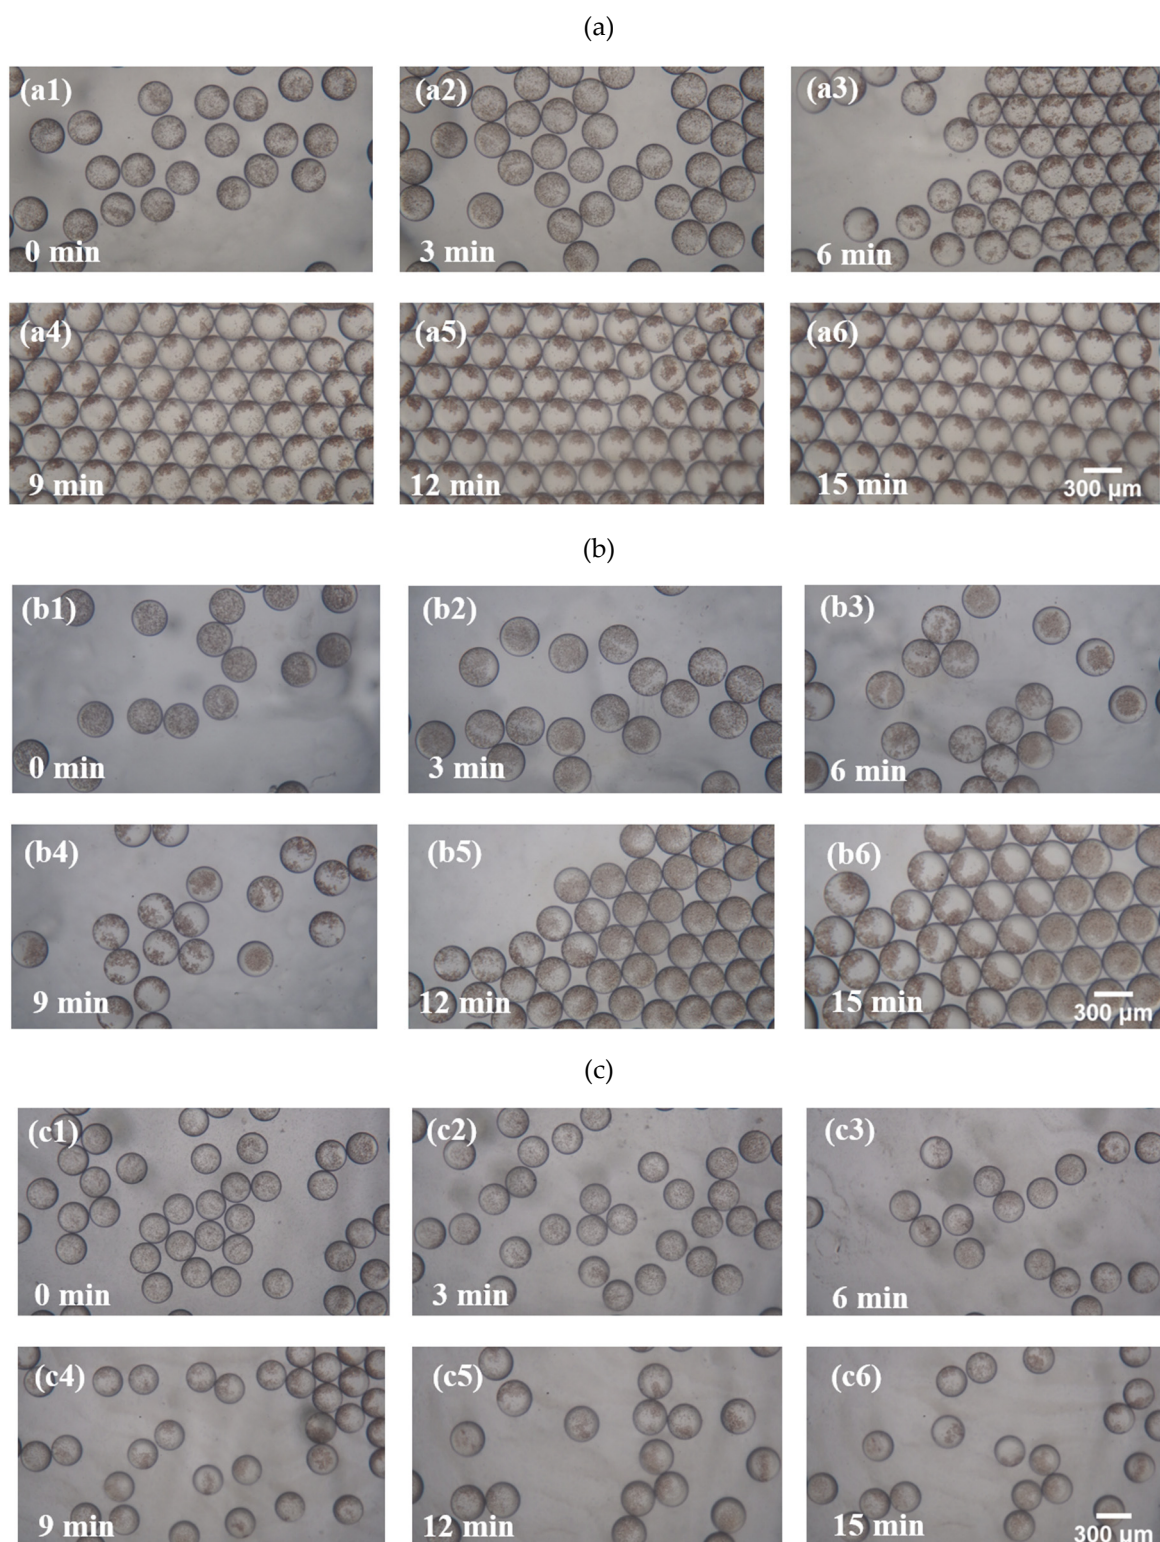 (a)
(a1)
(a2)
(a3)
0 min
3 min
6 min
(a4)
(a5)
(a6)
9 min
12 min
15 min
300 µm
(b)
(b1)
(b2)
(b3)
0 min
3 min
6 min
(b4)
(b5)
(b6)
9 min
12 min
15 min
300 µm
(c)
(c1)
(c2)
(c3)
0 min
3 min
6 min
(c4)
(c5)
(c6)
9 min
12 min
15 min
300 µm